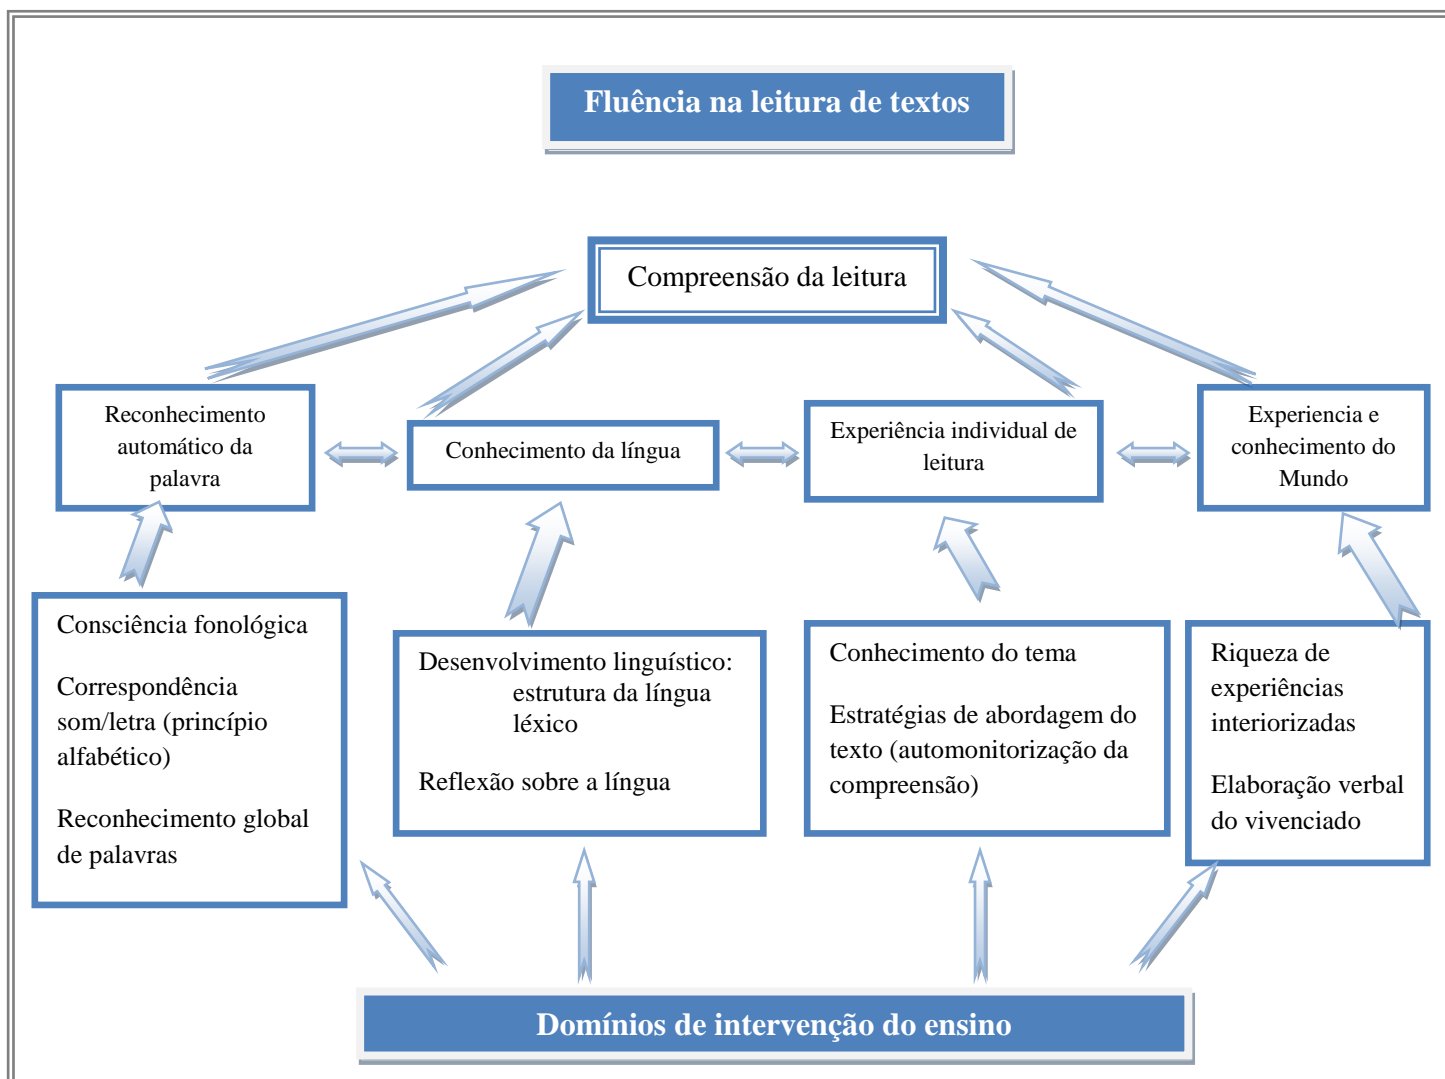 Fluência na leitura de textos
Compreensão da leitura
Reconhecimento
automático da
palavra
Conhecimento da língua
Experiência individual de
leitura
Experiencia e
conhecimento do
Mundo
Consciência fonológica
Correspondência
som/letra (princípio
alfabético)
Reconhecimento global
de palavras
Desenvolvimento linguístico:
estrutura da língua
léxico
Reflexão sobre a língua
Conhecimento do tema
Estratégias de abordagem do
texto (automonitorização da
compreensão)
Riqueza de
experiências
interiorizadas
Elaboração verbal
do vivenciado
Domínios de intervenção do ensino